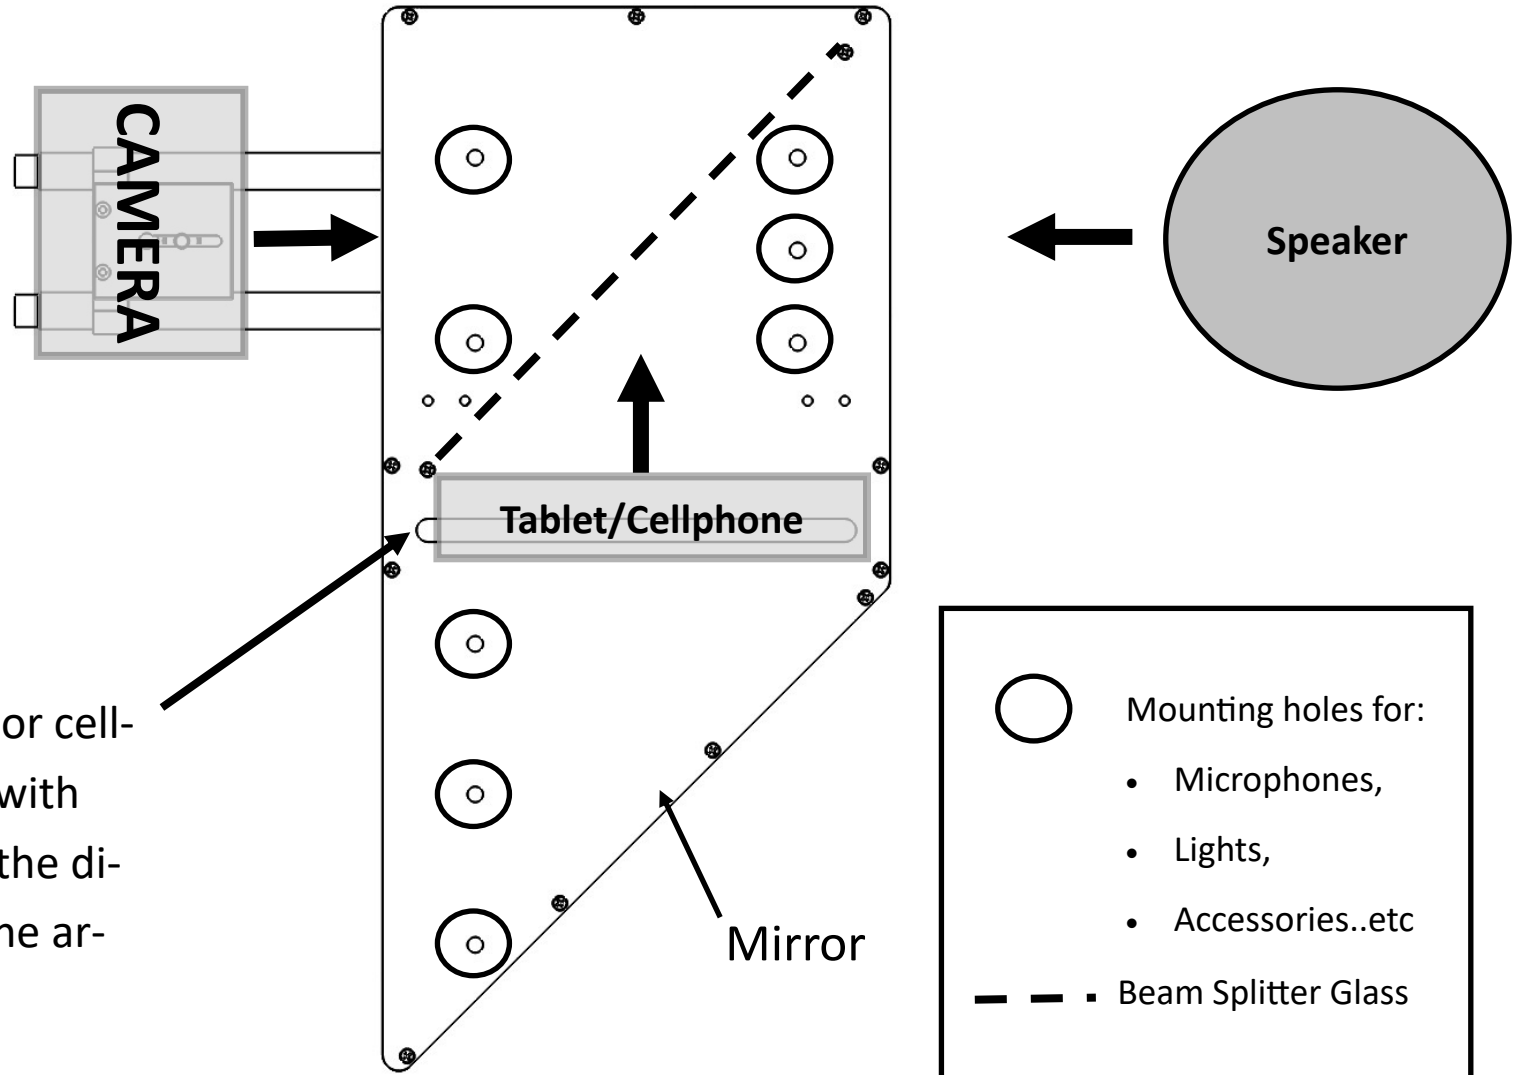 CAMERA
Speaker
Tablet/Cellphone
or cell-
with
the di-
ne ar-
Mirror
Mounting holes for:
• Microphones,
• Lights,
• Accessories..etc
Beam Splitter Glass